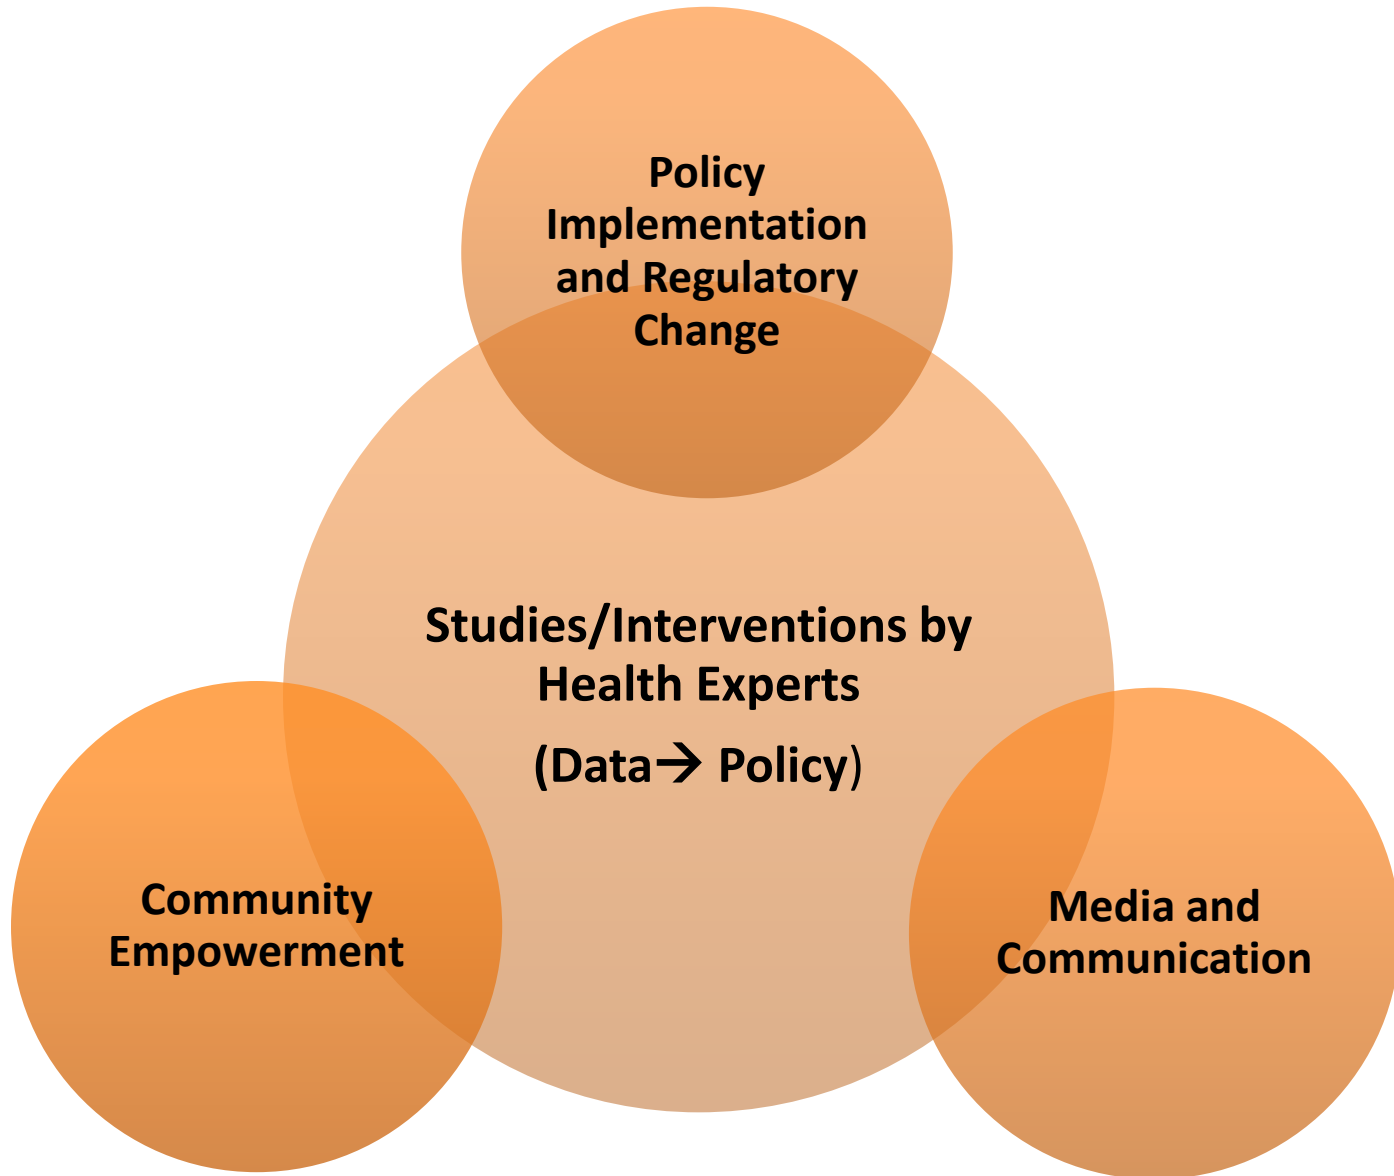 Policy
Implementation
and Regulatory
Change
Studies/Interventions by
Health Experts
(Data→ Policy)
Community
Empowerment
Media and
Communication